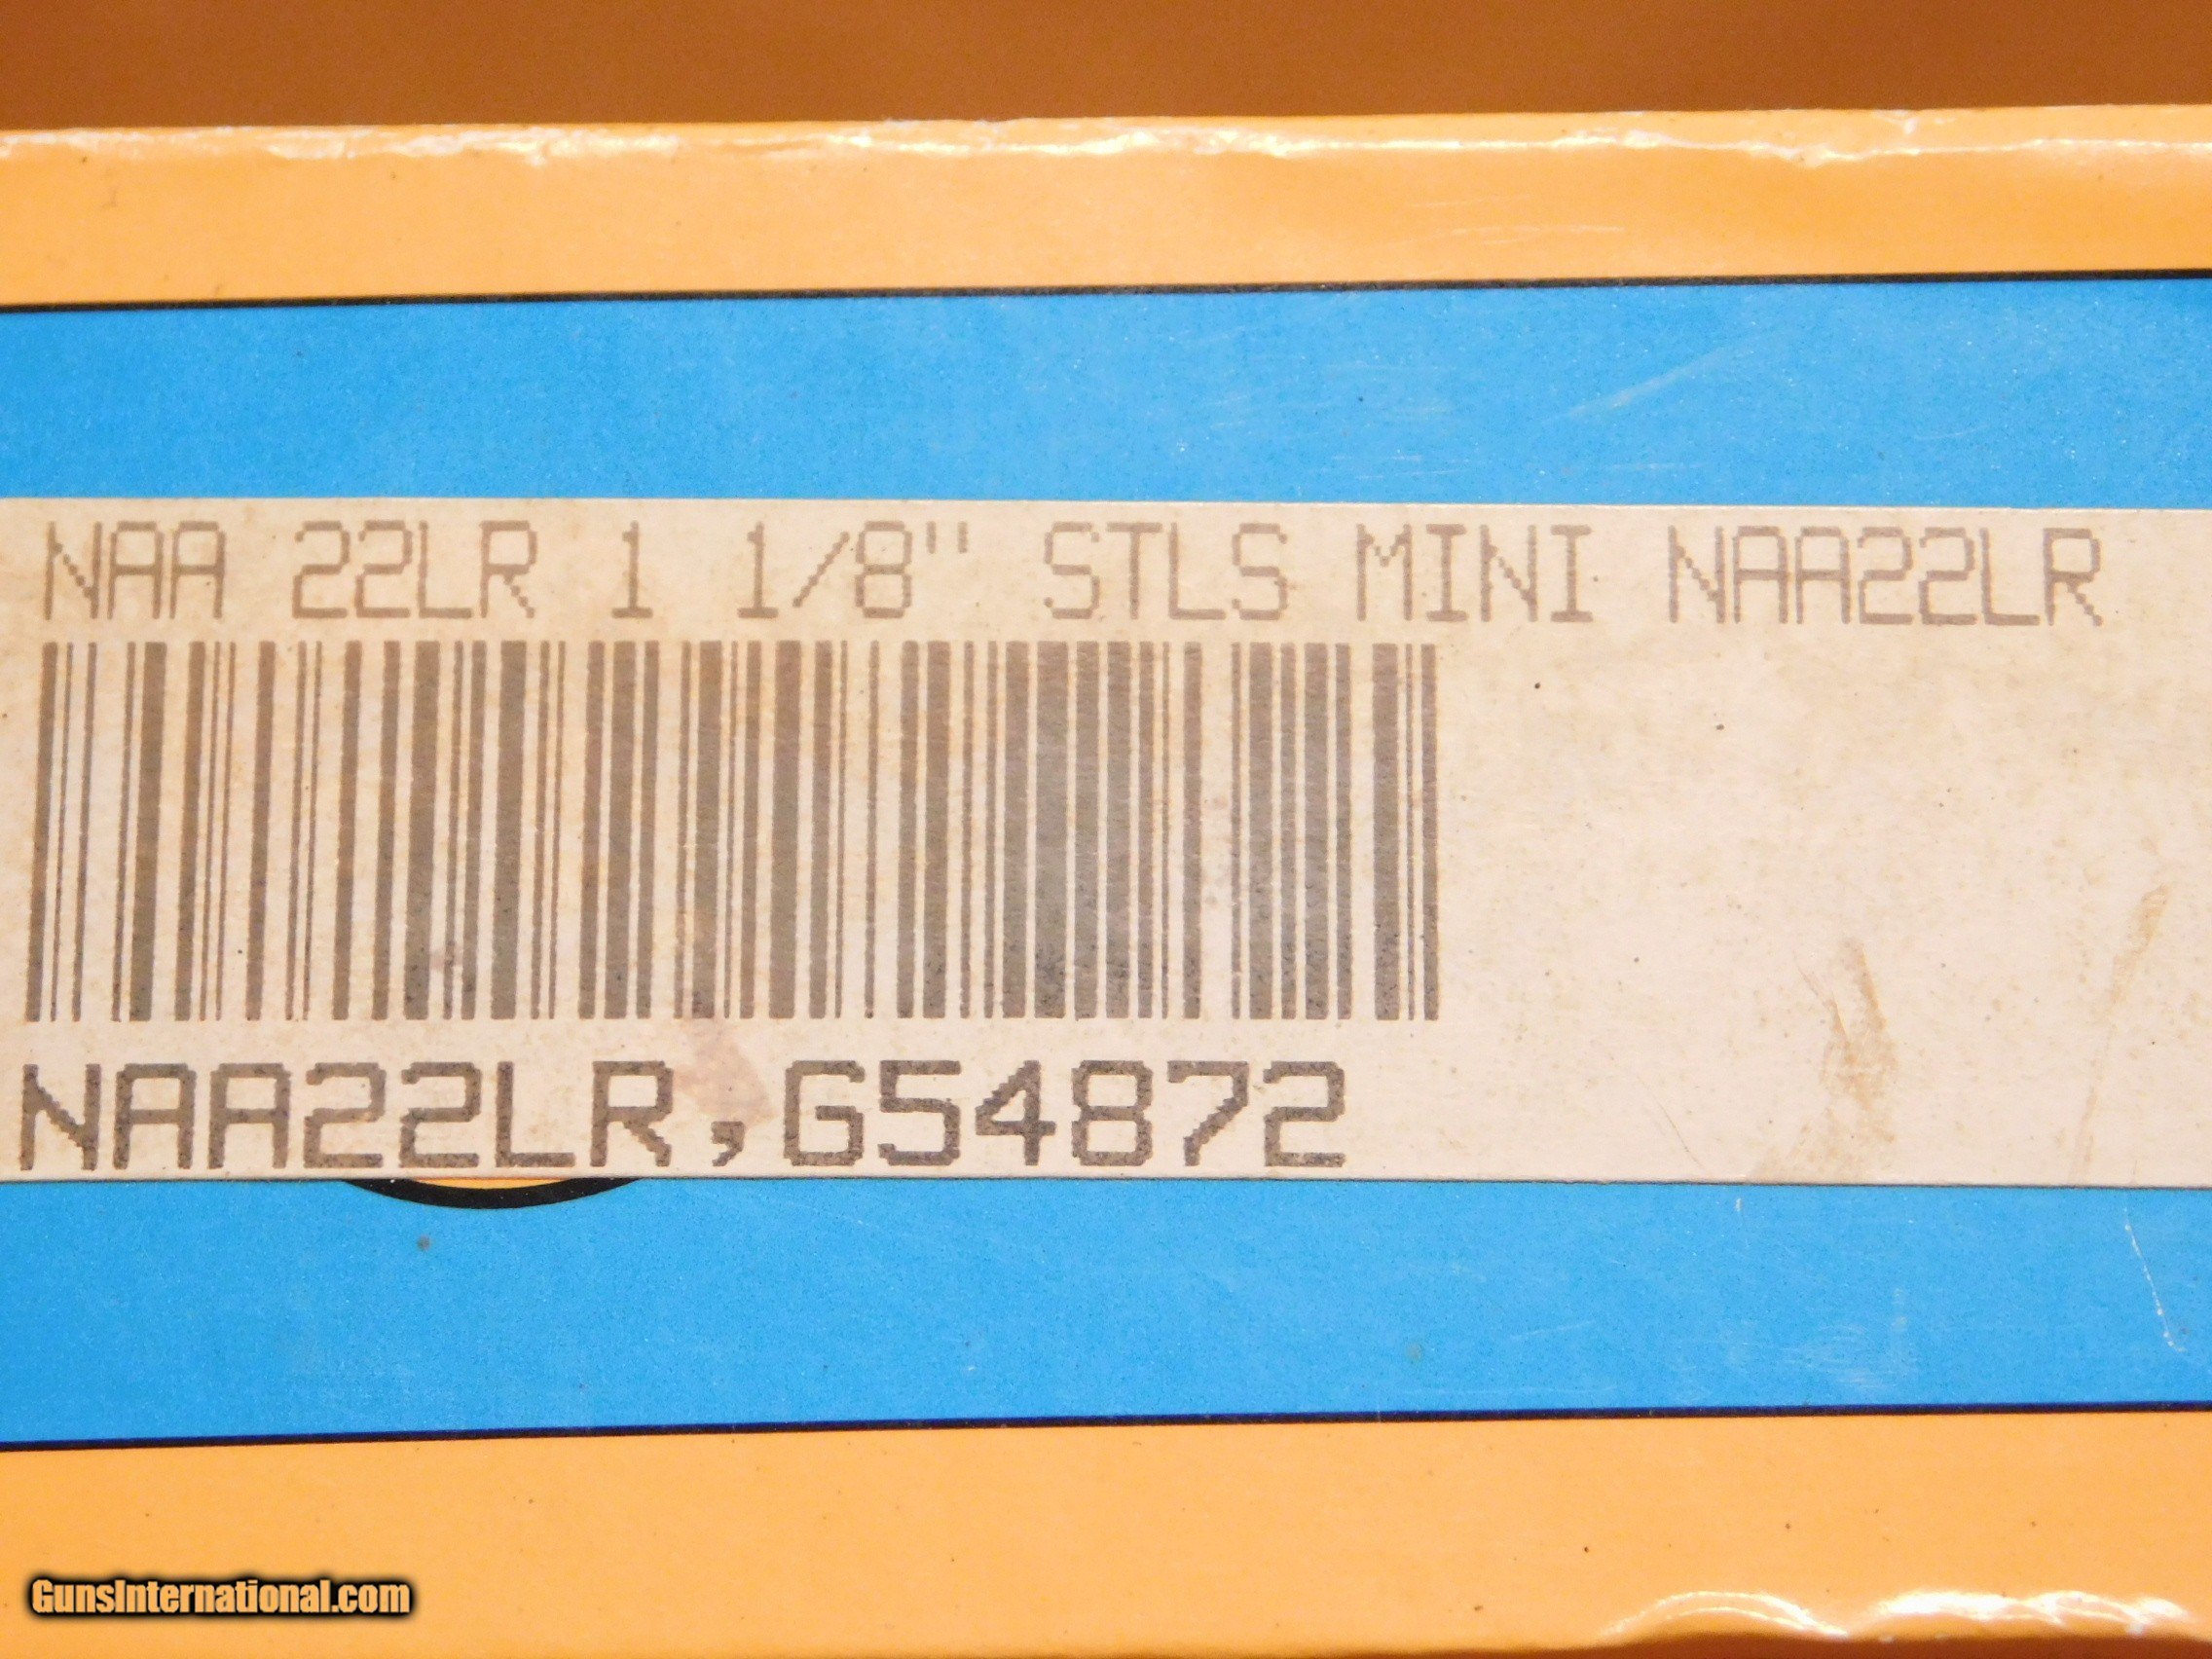 NAA 22LR 1 1/8" STLS MINI NAA22LR
NAA22LR,G54872
GunsInternational.com